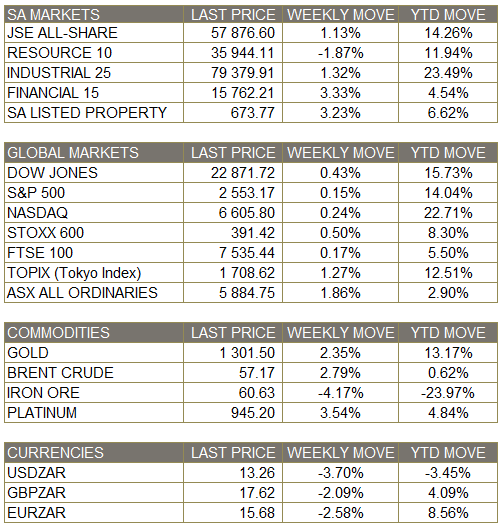 SA MARKETS LAST PRICE WEEKLY MOVE YTD MOVE
JSE ALL-SHARE 57 876.60 1.13% 14.26%
RESOURCE 10 35 944.11 -1.87% 11.94%
INDUSTRIAL 25 79 379.91 1.32% 23.49%
FINANCIAL 15 15 762.21 3.33% 4.54%
SA LISTED PROPERTY 673.77 3.23% 6.62%
GLOBAL MARKETS LAST PRICE WEEKLY MOVE YTD MOVE
DOW JONES 22 871.72 0.43% 15.73%
S&P 500 2 553.17 0.15% 14.04%
NASDAQ 6 605.80 0.24% 22.71%
STOXX 600 391.42 0.50% 8.30%
FTSE 100 7 535.44 0.17% 5.50%
TOPIX (Tokyo Index) 1 708.62 1.27% 12.51%
ASX ALL ORDINARIES 5 884.75 1.86% 2.90%
COMMODITIES LAST PRICE WEEKLY MOVE YTD MOVE
GOLD 1 301.50 2.35% 13.17%
BRENT CRUDE 57.17 2.79% 0.62%
IRON ORE 60.63 -4.17% -23.97%
PLATINUM 945.20 3.54% 4.84%
CURRENCIES LAST PRICE WEEKLY MOVE YTD MOVE
USDZAR 13.26 -3.70% -3.45%
GBPZAR 17.62 -2.09% 4.09%
EURZAR 15.68 -2.58% 8.56%